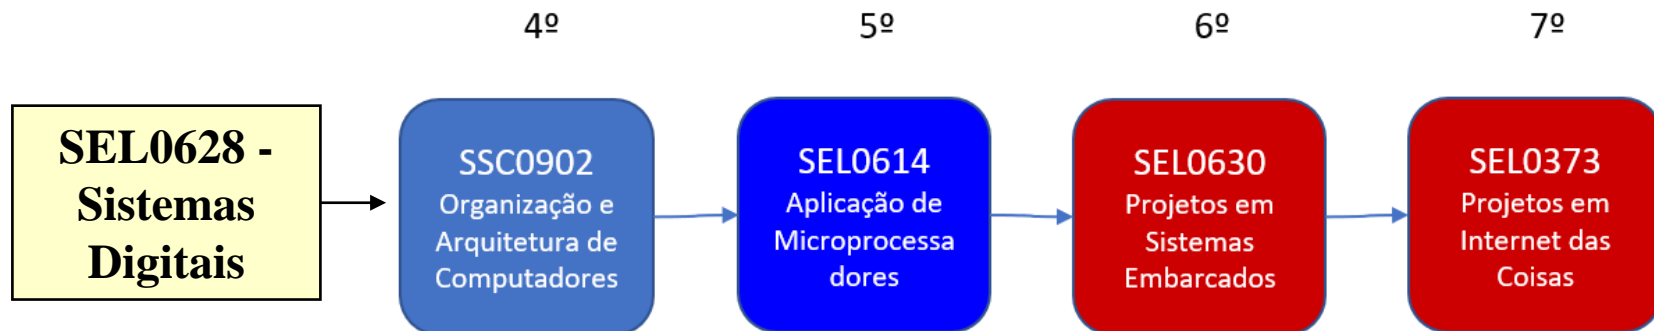 4º
5º
6º
7º
SEL0628 -
Sistemas
Digitais
SSC0902
Organização e
Arquitetura de
Computadores
SEL0614
Aplicação de
Microprocessa
dores
SEL0630
Projetos em
Sistemas
Embarcados
SEL0373
Projetos em
Internet das
Coisas